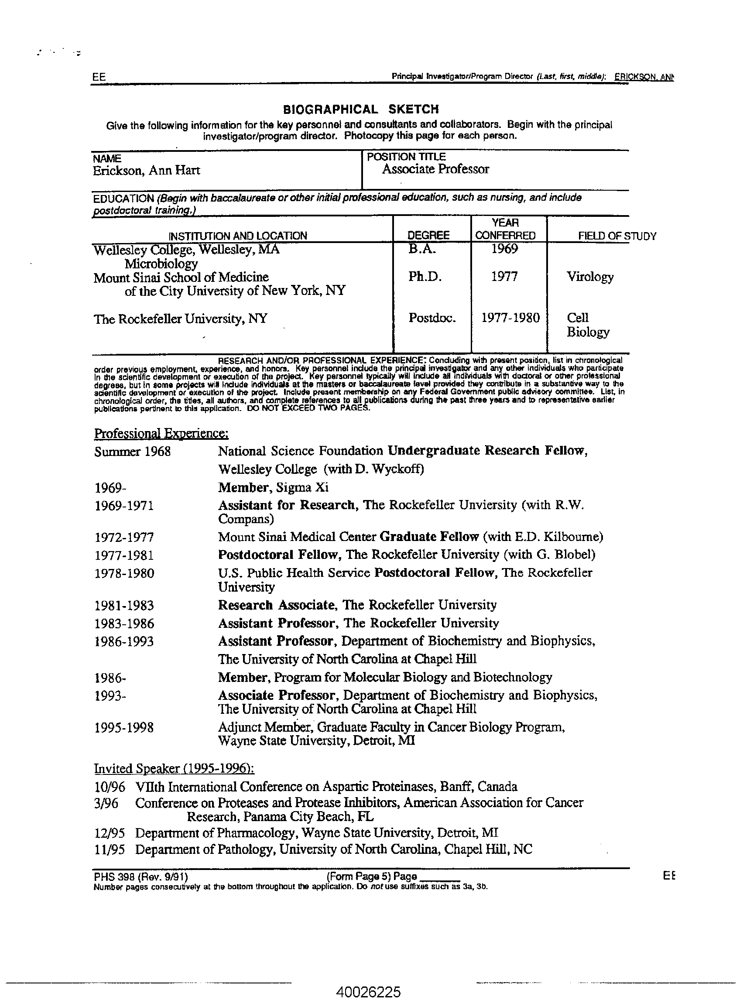 EE
Principal Investigator/Program Director (Last, first, middle): ERICKSON, ANN
BIOGRAPHICAL SKETCH
Give the following information for the key personnel and consultants and collaborators. Begin with the principal
investigator/program director. Photocopy this page for each person.
NAME
POSITION TITLE
Erickson, Ann Hart
Associate Professor
EDUCATION (Begin with baccalaureate or other initial professional education, such as nursing, and include
postdoctoral training.)
INSTITUTION AND LOCATION DEGREE YEAR CONFERRED FIELD OF STUDY
Wellesley College, Wellesley, MA B.A. 1969
Microbiology
Mount Sinai School of Medicine Ph.D. 1977 Virology
of the City University of New York, NY
The Rockefeller University, NY Postdoc. 1977-1980 Cell
Biology
RESEARCH AND/OR PROFESSIONAL EXPERIENCE: Concluding with present position, list in chronological
order previous employment, experience, and honors. Key personnel include the principal investigator and any other individuals who participate
in the scientific development or execution of the project. Key personnel typically will include all individuals with doctoral or other professional
degrees, but in some projects will include individuals at the masters or baccalaureate level provided they contribute in a substantive way to the
scientific development or execution of the project. Include present membership on any Federal Government public advisory committee. List, in
chronological order, the titles, all authors, and complete references to all publications during the past three years and to representative earlier
publications pertinent to this application. DO NOT EXCEED TWO PAGES.
Professional Experience:
Summer 1968 National Science Foundation Undergraduate Research Fellow,
Wellesley College (with D. Wyckoff)
1969- Member, Sigma Xi
1969-1971 Assistant for Research, The Rockefeller Unviersity (with R.W.
Compans)
1972-1977 Mount Sinai Medical Center Graduate Fellow (with E.D. Kilbourne)
1977-1981 Postdoctoral Fellow, The Rockefeller University (with G. Blobel)
1978-1980 U.S. Public Health Service Postdoctoral Fellow, The Rockefeller
University
1981-1983 Research Associate, The Rockefeller University
1983-1986 Assistant Professor, The Rockefeller University
1986-1993 Assistant Professor, Department of Biochemistry and Biophysics,
The University of North Carolina at Chapel Hill
1986- Member, Program for Molecular Biology and Biotechnology
1993- Associate Professor, Department of Biochemistry and Biophysics,
The University of North Carolina at Chapel Hill
1995-1998 Adjunct Member, Graduate Faculty in Cancer Biology Program,
Wayne State University, Detroit, MI
Invited Speaker (1995-1996):
10/96 VIIth International Conference on Aspartic Proteinases, Banff, Canada
3/96 Conference on Proteases and Protease Inhibitors, American Association for Cancer
Research, Panama City Beach, FL
12/95 Department of Pharmacology, Wayne State University, Detroit, MI
11/95 Department of Pathology, University of North Carolina, Chapel Hill, NC
PHS 398 (Rev. 9/91) (Form Page 5) Page ______ EE
Number pages consecutively at the bottom throughout the application. Do not use suffixes such as 3a, 3b.
40026225